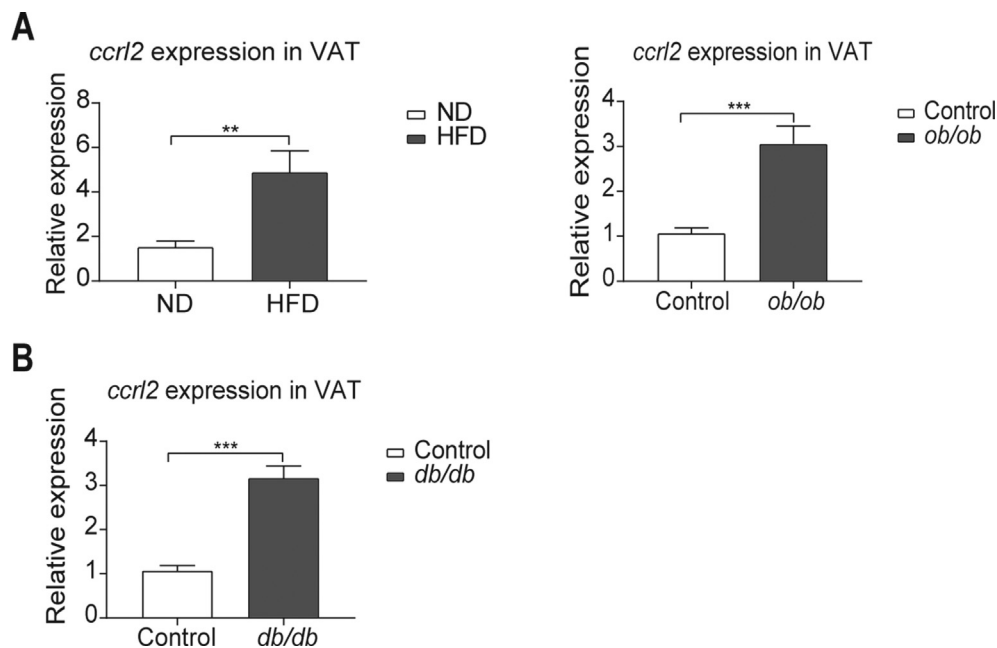 A
ccrl2 expression in VAT
Relative expression
8
6
4
2
0
**
ND
HFD
ND
HFD
ccrl2 expression in VAT
Relative expression
4
3
2
1
0
***
Control
ob/ob
Control
ob/ob
B
ccrl2 expression in VAT
Relative expression
4
3
2
1
0
***
Control
db/db
Control
db/db